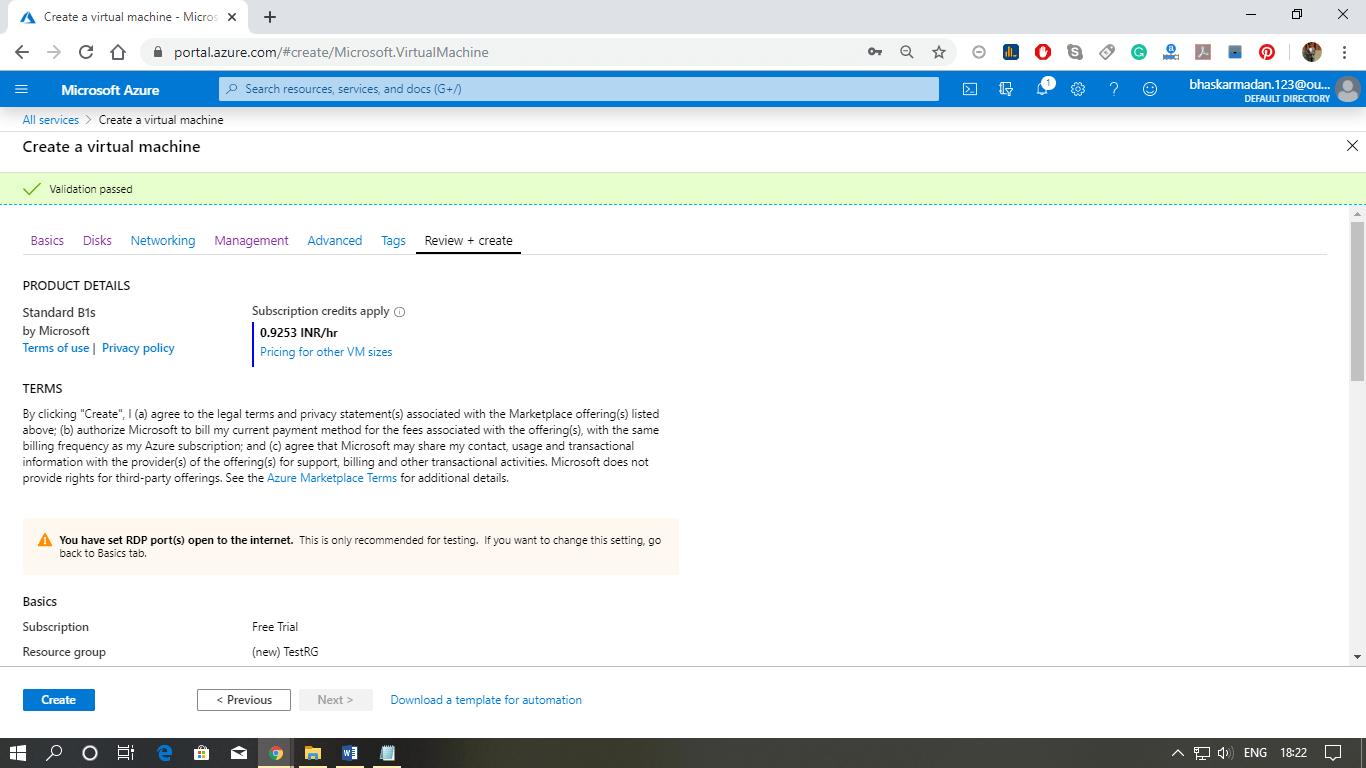 Create a virtual machine - Micros
portal.azure.com/#create/Microsoft.VirtualMachine
Microsoft Azure
Search resources, services, and docs (G+/)
1
bhaskarmadan.123@ou...
DEFAULT DIRECTORY
All services > Create a virtual machine
Create a virtual machine
Validation passed
Basics Disks Networking Management Advanced Tags Review + create
PRODUCT DETAILS
Standard B1s
by Microsoft
Terms of use | Privacy policy
Subscription credits apply
0.9253 INR/hr
Pricing for other VM sizes
TERMS
By clicking "Create", I (a) agree to the legal terms and privacy statement(s) associated with the Marketplace offering(s) listed
above; (b) authorize Microsoft to bill my current payment method for the fees associated with the offering(s), with the same
billing frequency as my Azure subscription; and (c) agree that Microsoft may share my contact, usage and transactional
information with the provider(s) of the offering(s) for support, billing and other transactional activities. Microsoft does not
provide rights for third-party offerings. See the Azure Marketplace Terms for additional details.
You have set RDP port(s) open to the internet. This is only recommended for testing. If you want to change this setting, go
back to Basics tab.
Basics
Subscription Free Trial
Resource group (new) TestRG
Create < Previous Next > Download a template for automation
ENG 18:22